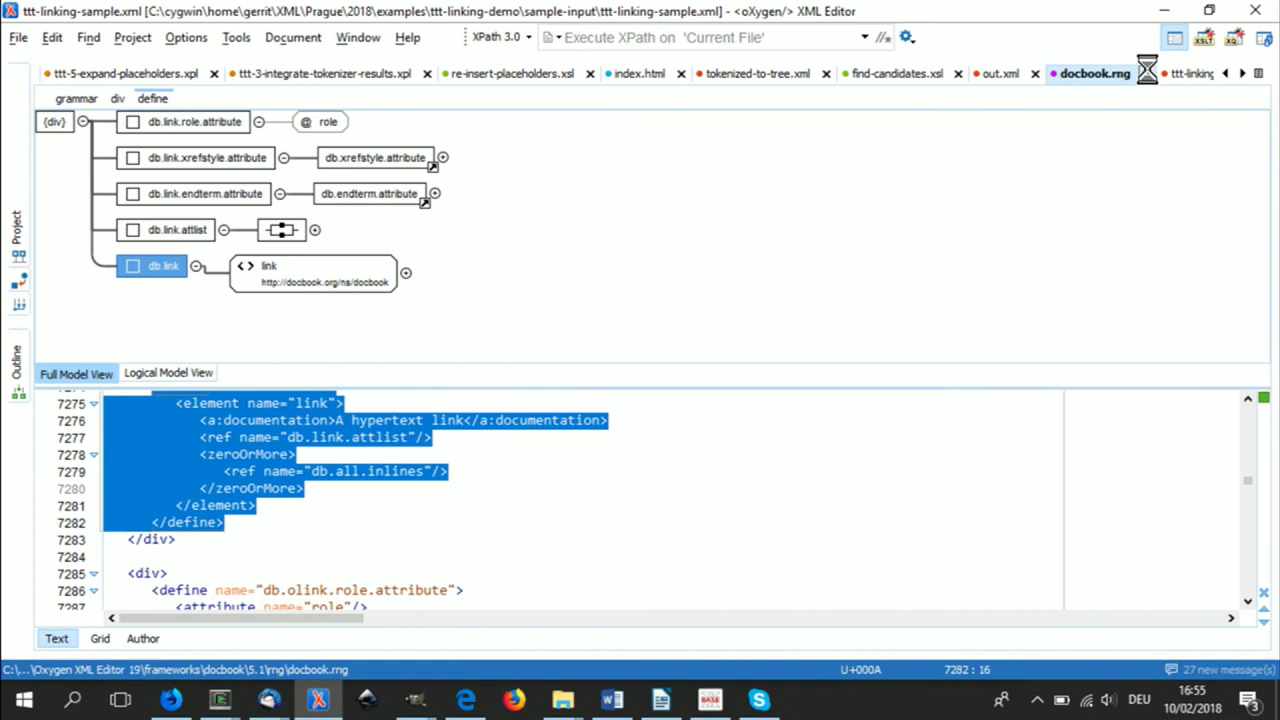 ttt-linking-sample.xml [C:\cygwin\home\gerrit\XML\Prague\2018\examples\ttt-linking-demo\sample-input\ttt-linking-sample.xml] - <oXygen/> XML Editor
File Edit Find Project Options Tools Document Window Help XPath 3.0 Execute XPath on 'Current File'
ttt-5-expand-placeholders.xpl ttt-3-integrate-tokenizer-results.xpl re-insert-placeholders.xsl index.html tokenized-to-tree.xml find-candidates.xsl out.xml docbook.rng ttt-linking
grammar div define
{div} db.link.role.attribute @ role
db.link.xrefstyle.attribute db.xrefstyle.attribute
db.link.endterm.attribute db.endterm.attribute
db.link.attlist
db.link <> link
http://docbook.org/ns/docbook
Project
Outline
Full Model View Logical Model View
7275 <element name="link">
7276 <a:documentation>A hypertext link</a:documentation>
7277 <ref name="db.link.attlist"/>
7278 <zeroOrMore>
7279 <ref name="db.all.inlines"/>
7280 </zeroOrMore>
7281 </element>
7282 </define>
7283 </div>
7284
7285 <div>
7286 <define name="db.olink.role.attribute">
7287 <attribute name="role"/>
Text Grid Author
C:\...\Oxygen XML Editor 19\frameworks\docbook\5.1\rng\docbook.rng U+000A 7282 : 16 27 new message(s)
DEU 16:55
10/02/2018 3